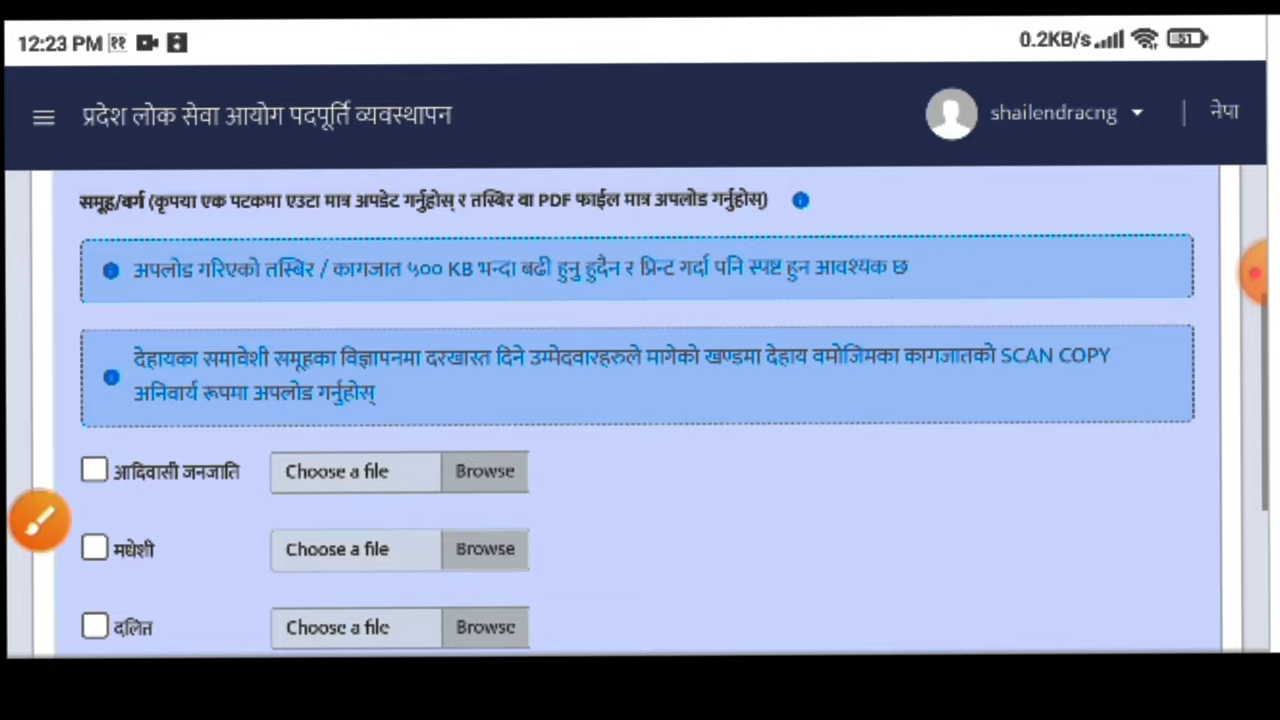 12:23 PM
0.2KB/s
51
प्रदेश लोक सेवा आयोग पदपूर्ति व्यवस्थापन
shailendracng
नेपा
समूह/बर्ग (कृपया एक पटकमा एउटा मात्र अपडेट गर्नुहोस् र तस्बिर वा PDF फाईल मात्र अपलोड गर्नुहोस्)
अपलोड गरिएको तस्बिर / कागजात ५०० KB भन्दा बढी हुनु हुदैन र प्रिन्ट गर्दा पनि स्पष्ट हुन आवश्यक छ
देहायका समावेशी समूहका विज्ञापनमा दरखास्त दिने उम्मेदवारहरुले मागेको खण्डमा देहाय वमोजिमका कागजातको SCAN COPY
अनिवार्य रूपमा अपलोड गर्नुहोस्
आदिवासी जनजाति Choose a file Browse
मधेशी Choose a file Browse
दलित Choose a file Browse